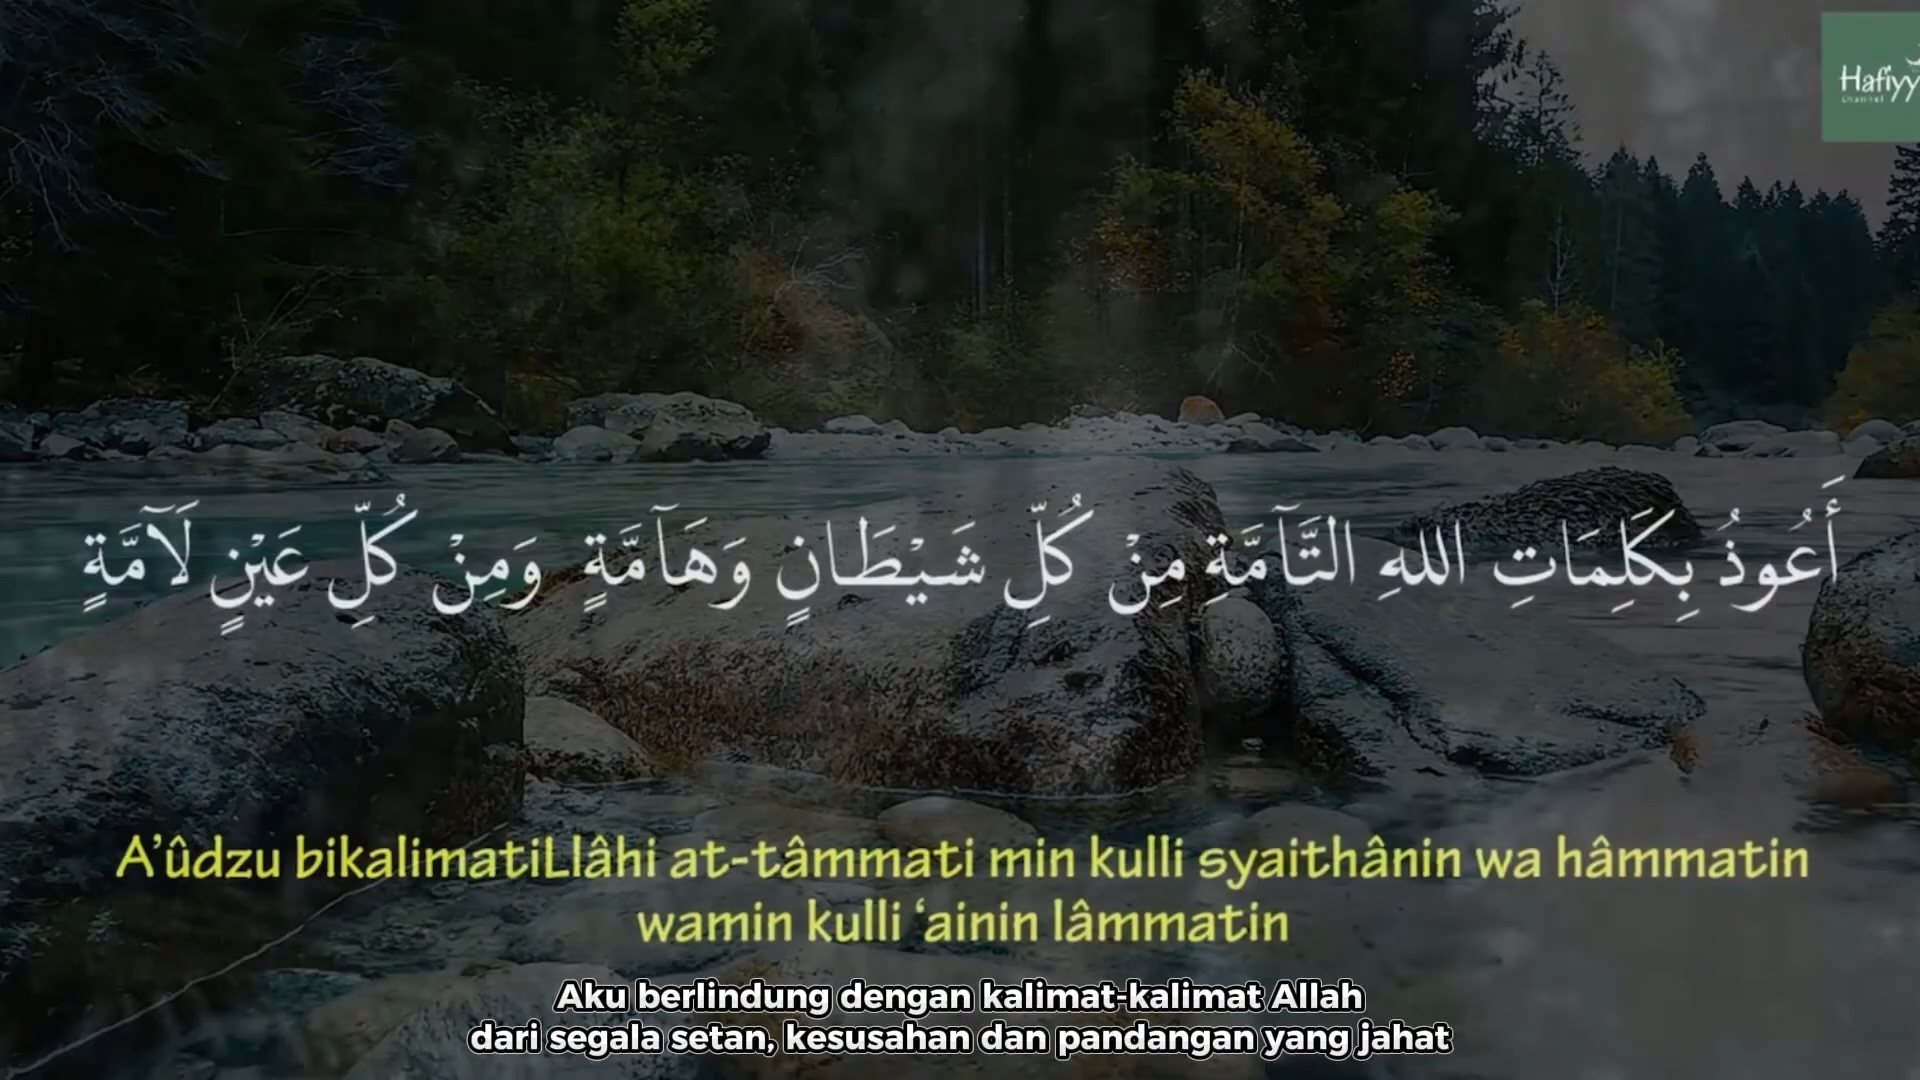 Hafiyy
channel
أَعُوذُ بِكَلِمَاتِ اللهِ التَّآمَّةِ مِنْ كُلِّ شَيْطَانٍ وَهَآمَّةٍ وَمِنْ كُلِّ عَيْنٍ لَآمَّةٍ
A’ûdzu bikalimatiLlâhi at-tâmmati min kulli syaithânin wa hâmmatin
wamin kulli ‘ainin lâmmatin
Aku berlindung dengan kalimat-kalimat Allah
dari segala setan, kesusahan dan pandangan yang jahat